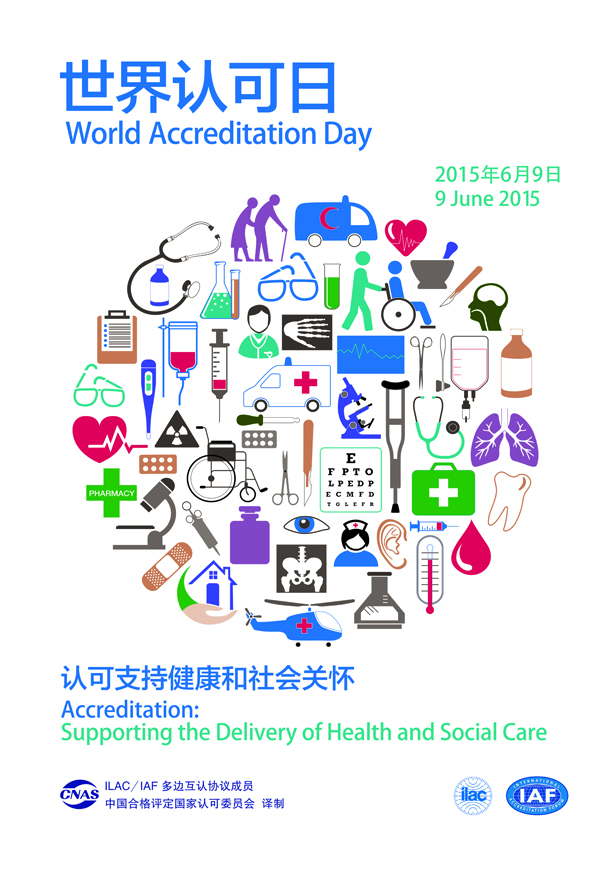 世界认可日
World Accreditation Day
2015年6月9日
9 June 2015
PHARMACY
E
F P T O
L P E D P
E C M F D
T G L E F R
认可支持健康和社会关怀
Accreditation:
Supporting the Delivery of Health and Social Care
CNAS
ILAC/IAF 多边互认协议成员
中国合格评定国家认可委员会 译制
ilac
INTERNATIONAL
IAF
ACCREDITATION FORUM